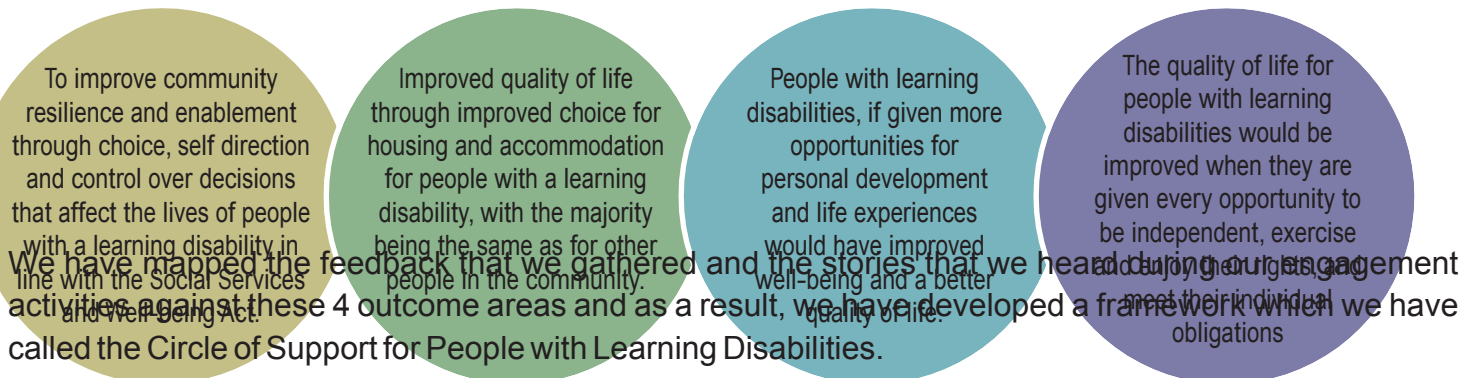 To improve community
resilience and enablement
through choice, self direction
and control over decisions
that affect the lives of people
with a learning disability in
line with the Social Services
and Well-being Act.
Improved quality of life
through improved choice for
housing and accommodation
for people with a learning
disability, with the majority
being the same as for other
people in the community.
People with learning
disabilities, if given more
opportunities for
personal development
and life experiences
would have improved
well-being and a better
quality of life.
The quality of life for
people with learning
disabilities would be
improved when they are
given every opportunity to
be independent, exercise
and enjoy their rights, and
meet their individual
obligations
We have mapped the feedback that we gathered and the stories that we heard during our engagement
activities against these 4 outcome areas and as a result, we have developed a framework which we have
called the Circle of Support for People with Learning Disabilities.